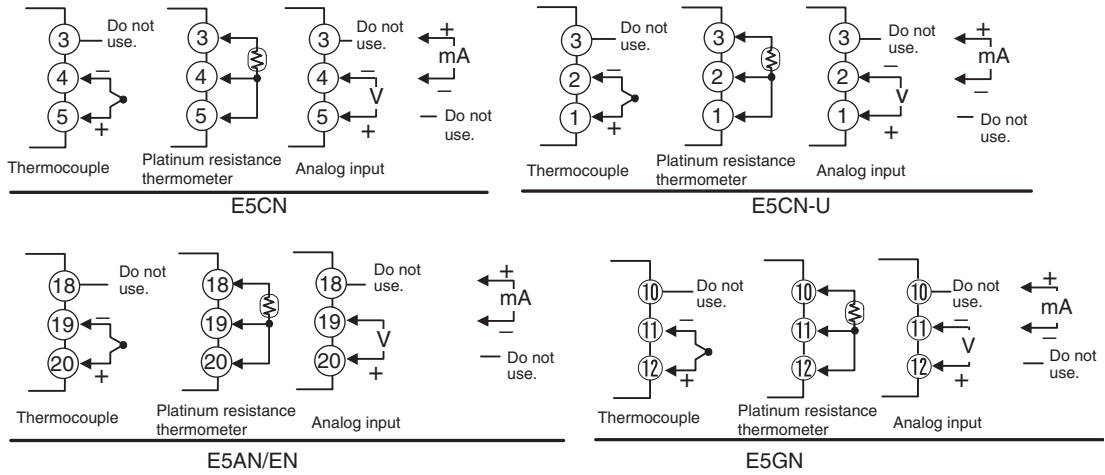 3 Do not use.
4 −
5 +
Thermocouple
3
4
5
Platinum resistance
thermometer
3 Do not use.
4 −
V
5 +
Analog input
+
mA
−
Do not use.
E5CN
3 Do not use.
2 −
1 +
Thermocouple
3
2
1
Platinum resistance
thermometer
3 Do not use.
2 −
V
1 +
Analog input
+
mA
−
Do not use.
E5CN-U
18 Do not use.
19 −
20 +
Thermocouple
18
19
20
Platinum resistance
thermometer
18 Do not use.
19 −
V
20 +
Analog input
+
mA
−
Do not use.
E5AN/EN
10 Do not use.
11 −
12 +
Thermocouple
10
11
12
Platinum resistance
thermometer
10 Do not use.
11 −
V
12 +
Analog input
+
mA
−
Do not use.
E5GN